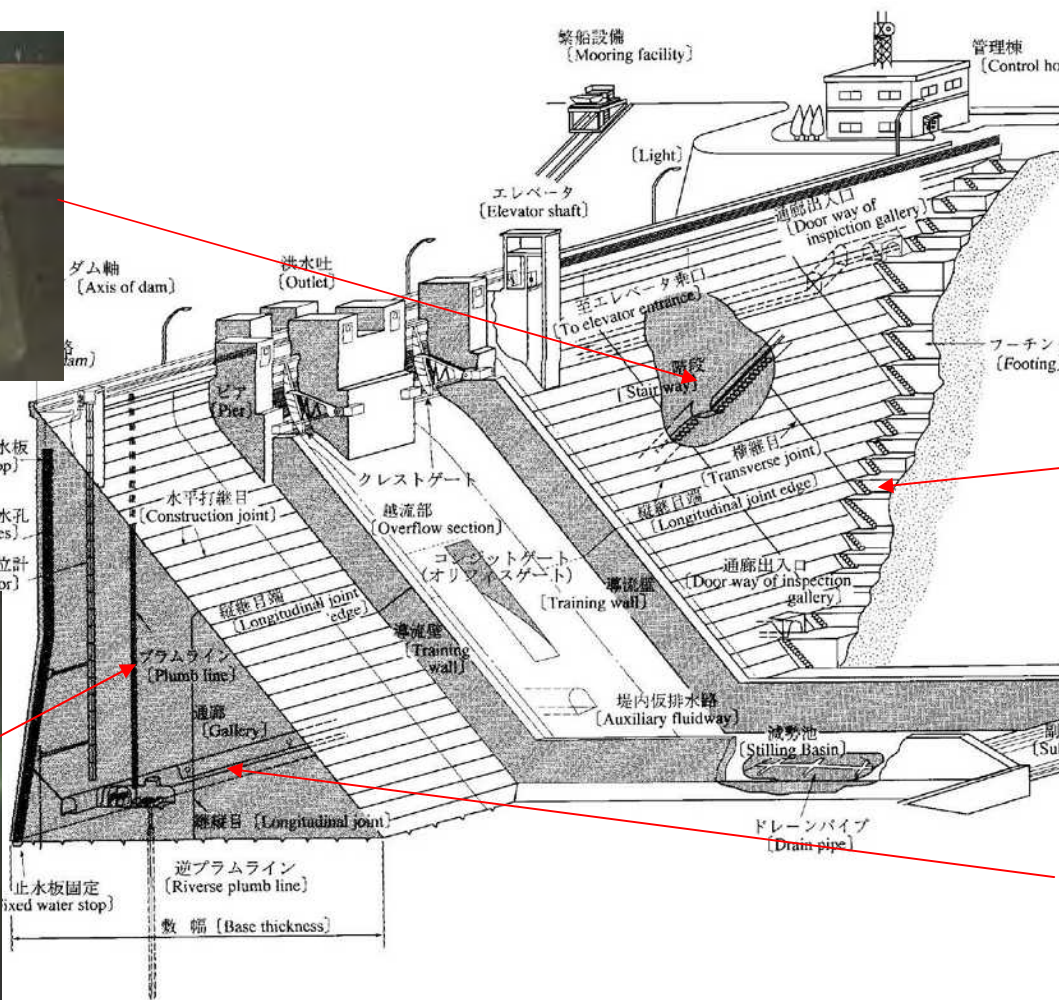 繋船設備
[Mooring facility]
管理棟
[Control ho
[Light]
エレベータ
[Elevator shaft]
通廊出入口
[Door way of
inspiction gallery]
洪水吐
[Outlet]
ダム軸
[Axis of dam]
至エレベータ乗口
[To elevator entrance]
路
dam]
フーチン
[Footing
階段
[Stair way]
ピア
[Pier]
水板
op]
横継目
[Transverse joint]
クレストゲート
縦継目端
[Longitudinal joint edge]
水平打継目
[Construction joint]
越流部
[Overflow section]
水孔
es]
コンジットゲート
(オリフィスゲート)
立計
or]
通廊出入口
[Door way of inspection
gallery]
導流壁
[Training wall]
縦継目端
[Longitudinal joint
edge]
導流壁
[Training
wall]
プラムライン
[Plumb line]
堤内仮排水路
[Auxiliary fluidway]
通廊
[Gallery]
減勢池
[Stilling Basin]
副
[Su
縦継目 [Longitudinal joint]
ドレーンパイプ
[Drain pipe]
逆プラムライン
[Riverse plumb line]
止水板固定
ixed water stop]
敷 幅 [Base thickness]